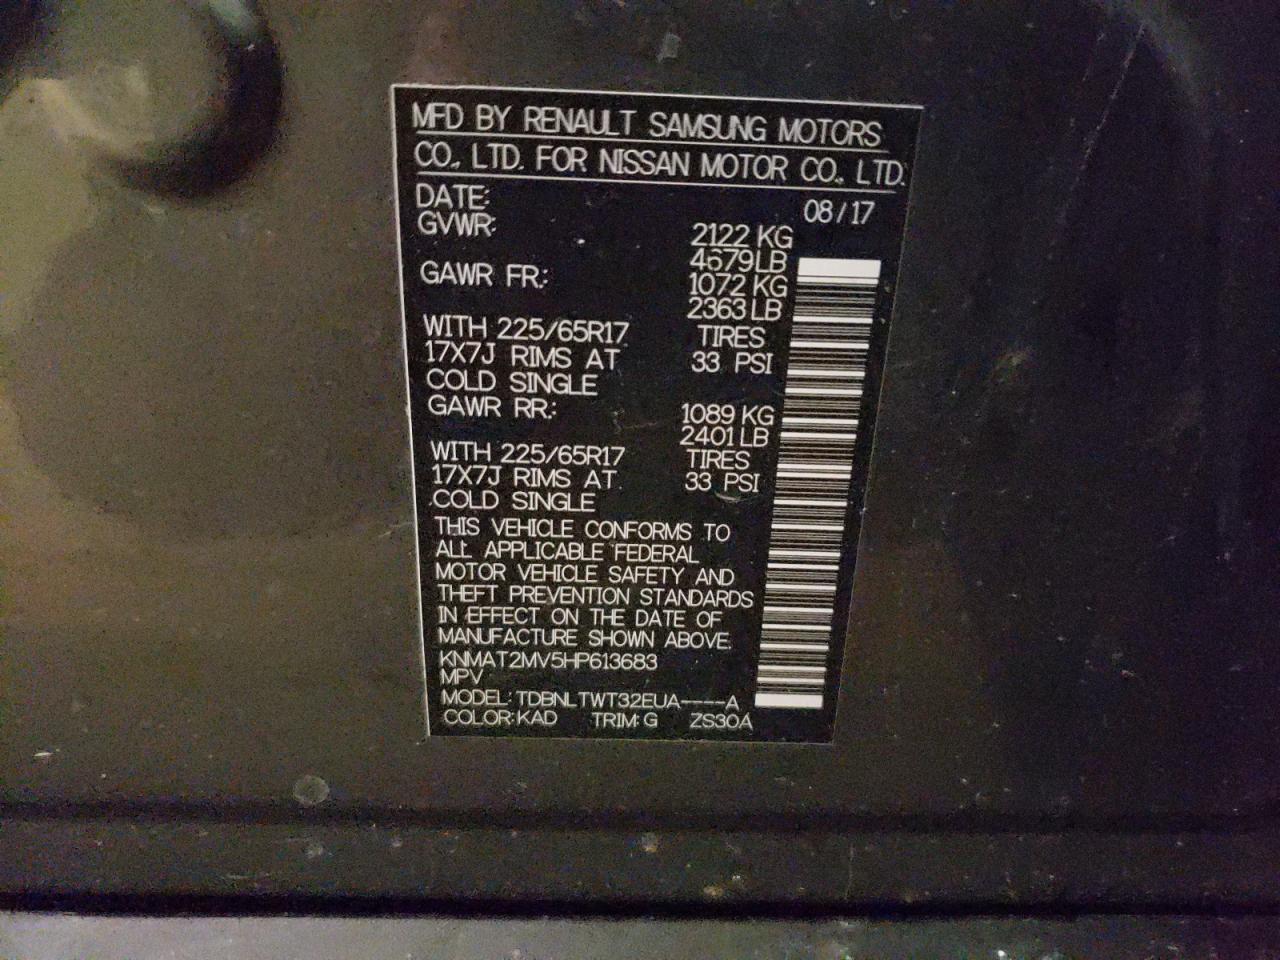 MFD BY RENAULT SAMSUNG MOTORS
CO., LTD. FOR NISSAN MOTOR CO., LTD.
DATE: 08/17
GVWR: 2122 KG
4679 LB
GAWR FR.: 1072 KG
2363 LB
WITH 225/65R17 TIRES
17X7J RIMS AT 33 PSI
COLD SINGLE
GAWR RR.: 1089 KG
2401 LB
WITH 225/65R17 TIRES
17X7J RIMS AT 33 PSI
COLD SINGLE
THIS VEHICLE CONFORMS TO
ALL APPLICABLE FEDERAL
MOTOR VEHICLE SAFETY AND
THEFT PREVENTION STANDARDS
IN EFFECT ON THE DATE OF
MANUFACTURE SHOWN ABOVE.
KNMAT2MV5HP613683
MPV
MODEL: TDBNLTWT32EUA----A
COLOR: KAD TRIM: G ZS30A